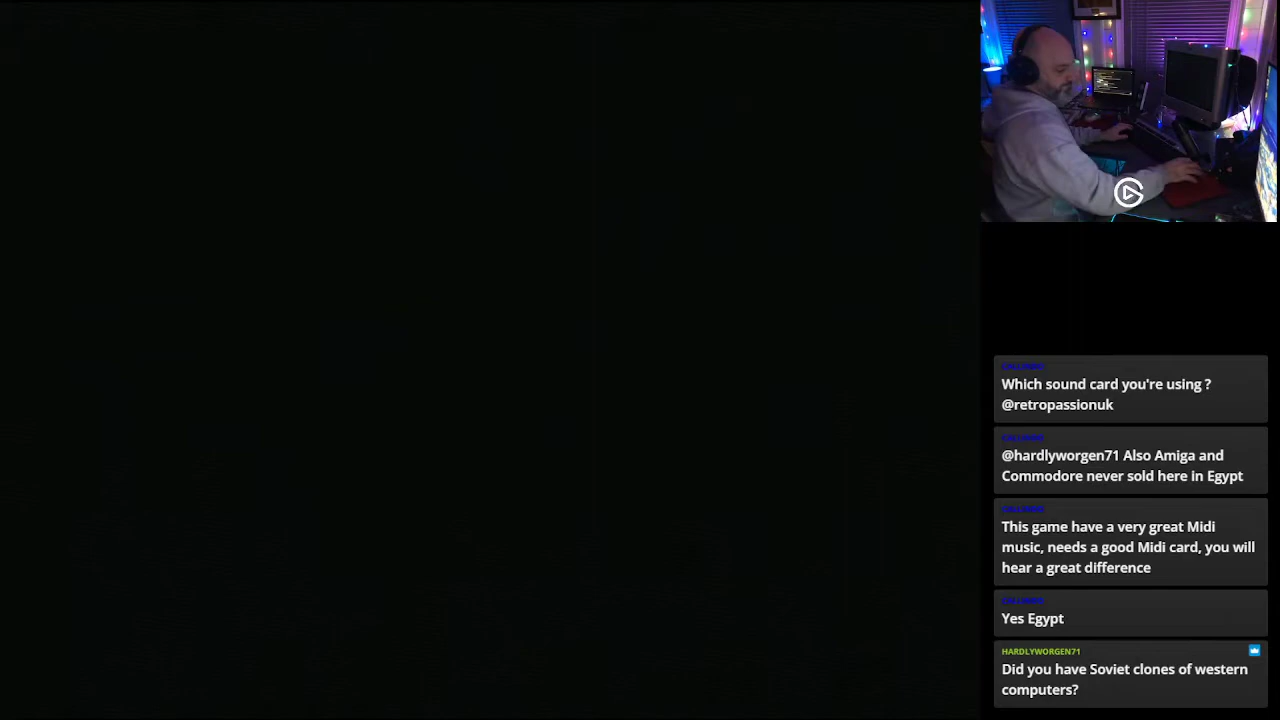 Which sound card you're using ?
@retropassionuk
@hardlyworgen71 Also Amiga and
Commodore never sold here in Egypt
This game have a very great Midi
music, needs a good Midi card, you will
hear a great difference
Yes Egypt
HARDLYWORGEN71
Did you have Soviet clones of western
computers?